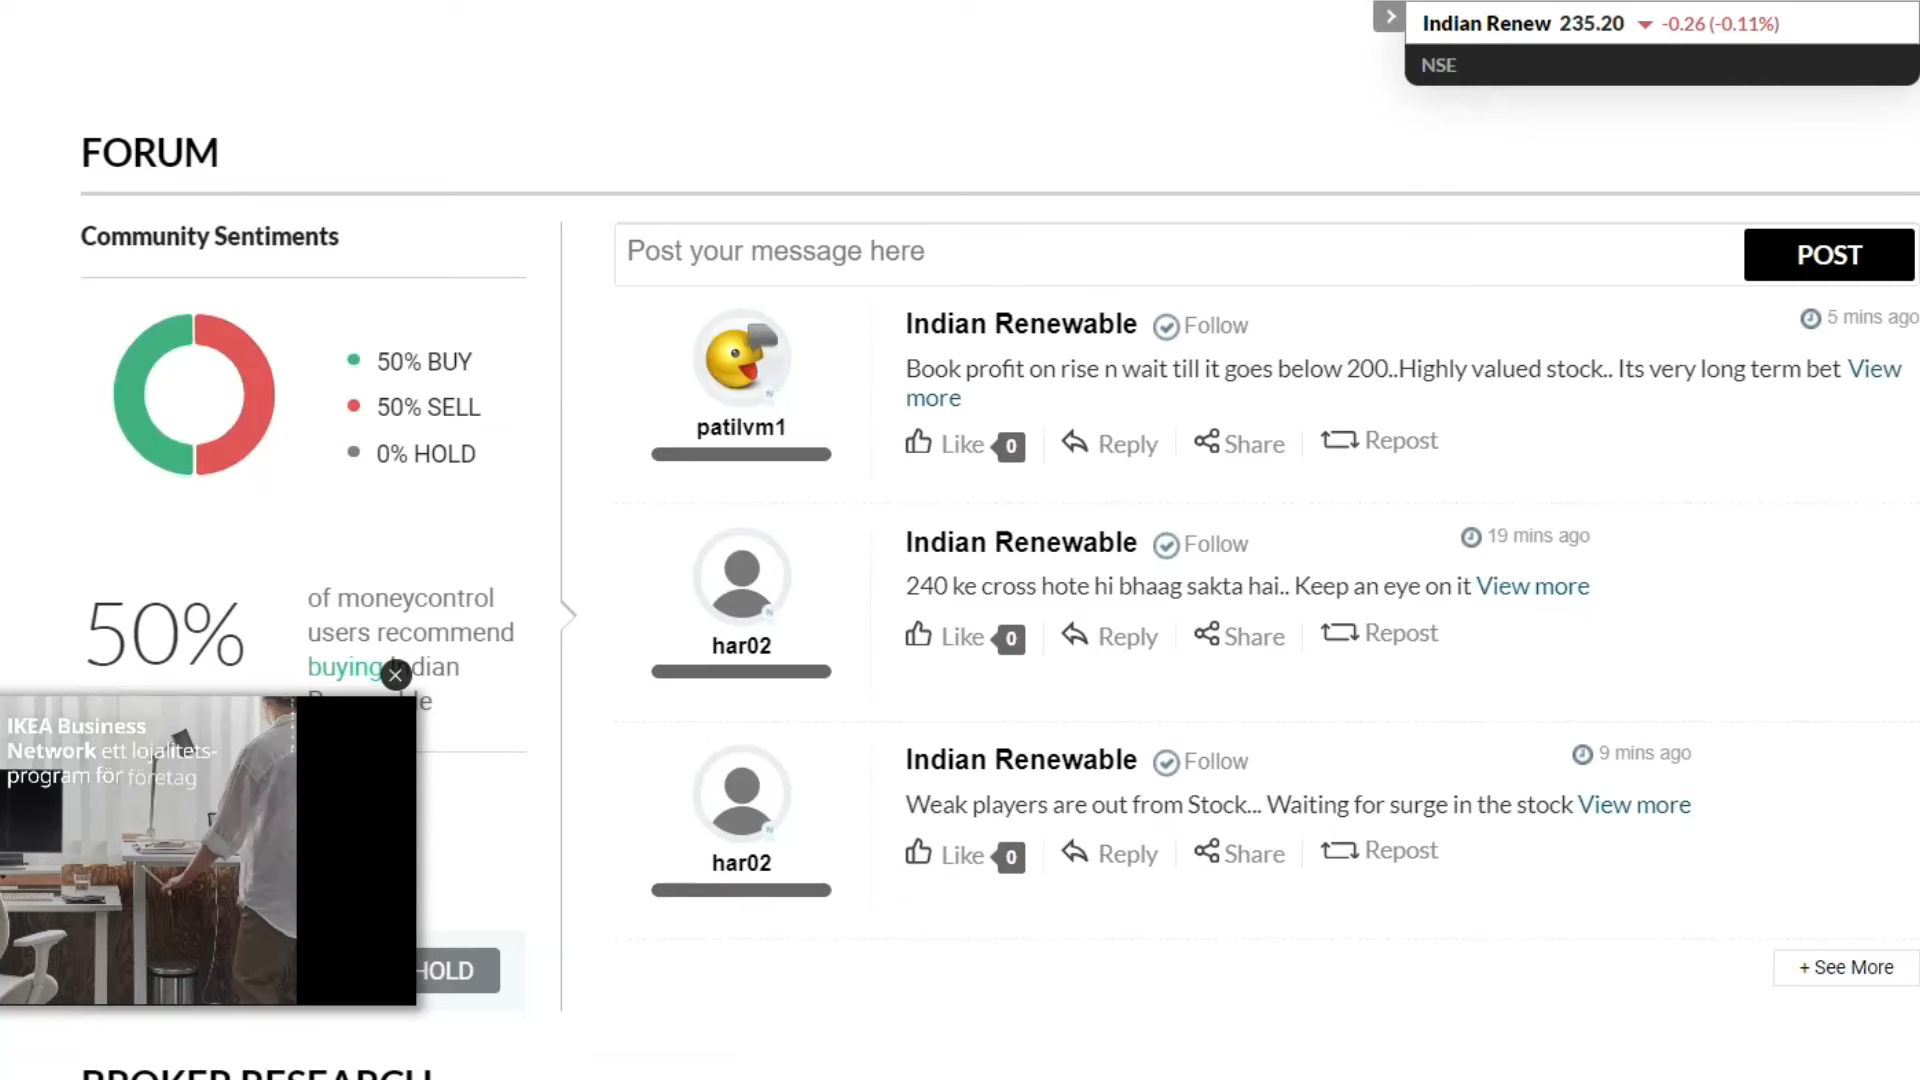 Indian Renew 235.20 -0.26 (-0.11%)
NSE
FORUM
Community Sentiments
50% BUY
50% SELL
0% HOLD
50%
of moneycontrol
users recommend
buying
IKEA Business
Network ett lojalitets-
program för företag
HOLD
Post your message here
POST
Indian Renewable Follow 5 mins ago
Book profit on rise n wait till it goes below 200..Highly valued stock.. Its very long term bet View
more
patilvm1
Like 0 Reply Share Repost
Indian Renewable Follow 19 mins ago
240 ke cross hote hi bhaag sakta hai.. Keep an eye on it View more
har02
Like 0 Reply Share Repost
Indian Renewable Follow 9 mins ago
Weak players are out from Stock... Waiting for surge in the stock View more
har02
Like 0 Reply Share Repost
+ See More
BROKER RESEARCH